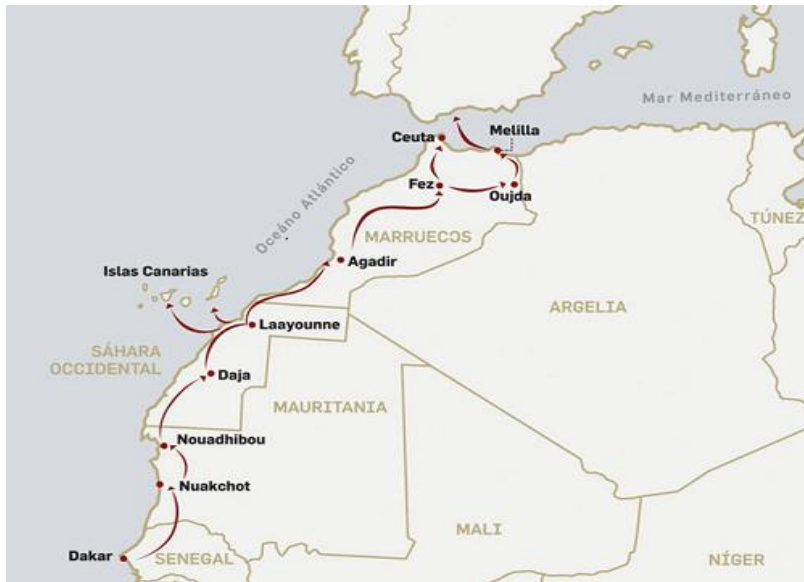 Mar Mediterráneo
Ceuta
Melilla
Fez
Oujda
Oceáno Atlántico
MARRUECOS
TÚNEZ
Agadir
Islas Canarias
ARGELIA
Laayounne
SÁHARA
OCCIDENTAL
Daja
MAURITANIA
Nouadhibou
Nuakchot
MALI
Dakar
SENEGAL
NÍGER